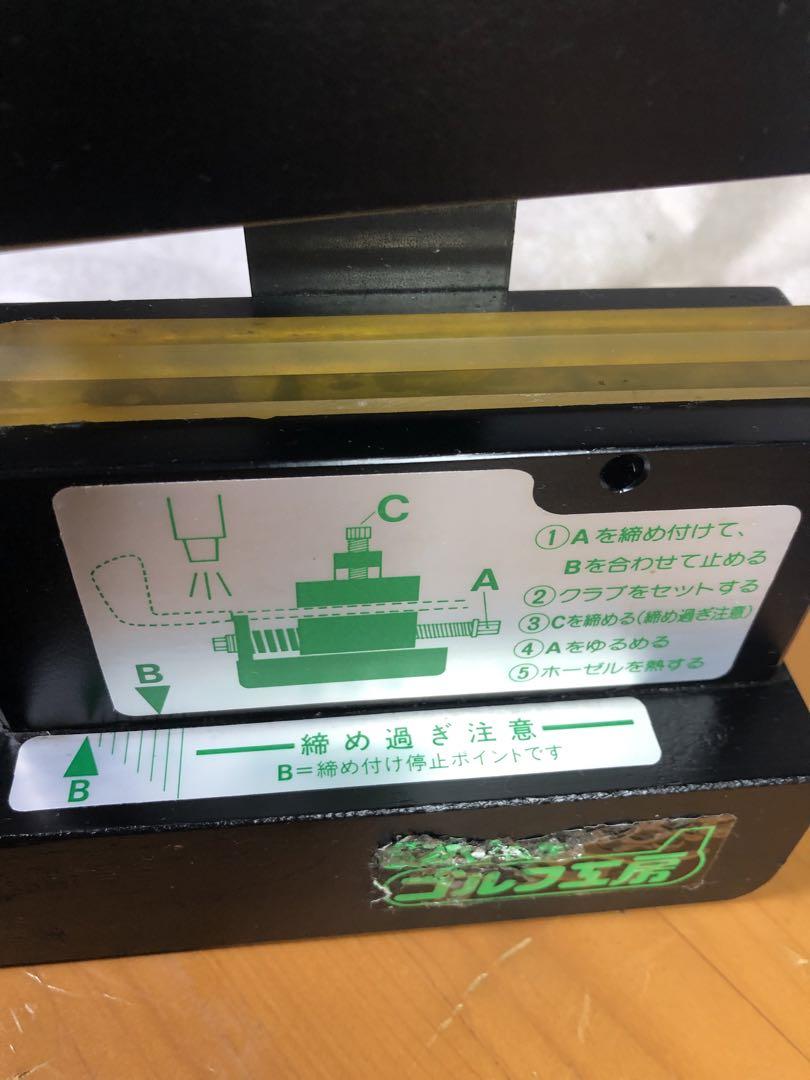 C
A
B
①Aを締め付けて、
Bを合わせて止める
②クラブをセットする
③Cを締める(締め過ぎ注意)
④Aをゆるめる
⑤ホーゼルを熱する
締め過ぎ注意
B=締め付け停止ポイントです
B
ゴルフ工房